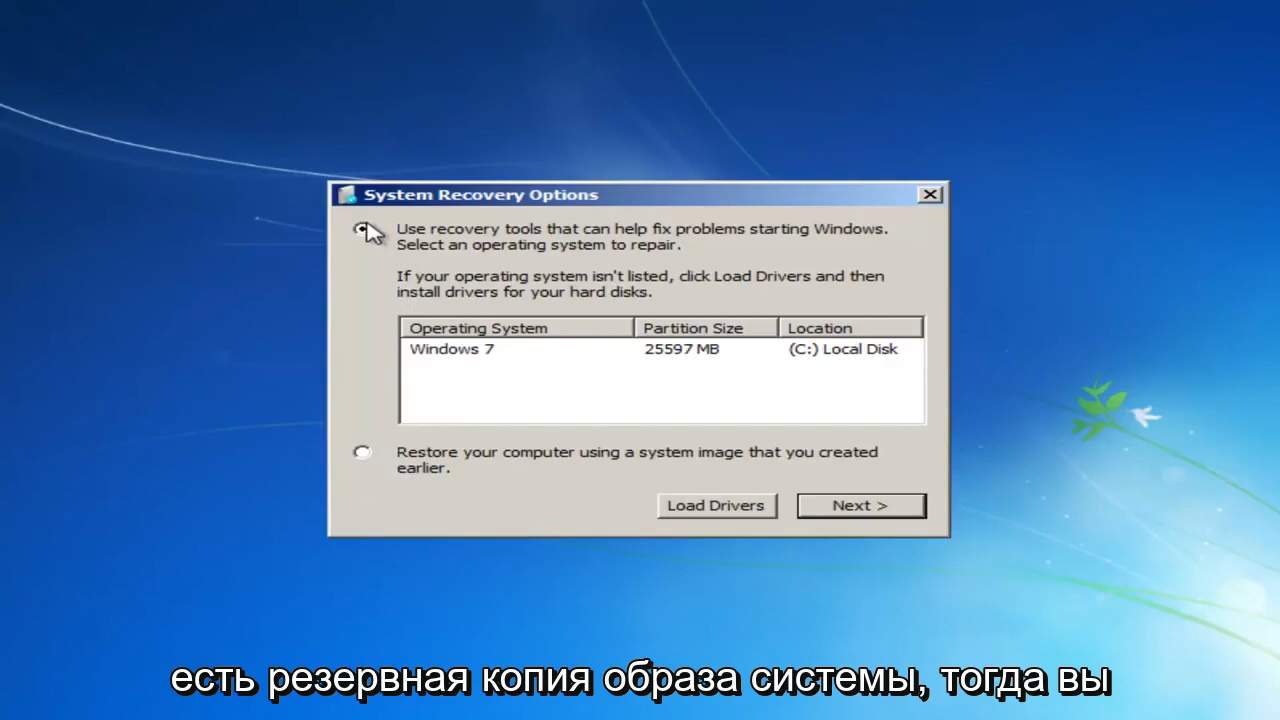 System Recovery Options
Use recovery tools that can help fix problems starting Windows.
Select an operating system to repair.
If your operating system isn't listed, click Load Drivers and then
install drivers for your hard disks.
Operating System Partition Size Location
Windows 7 25597 MB (C:) Local Disk
Restore your computer using a system image that you created
earlier.
Load Drivers Next >
есть резервная копия образа системы, тогда вы